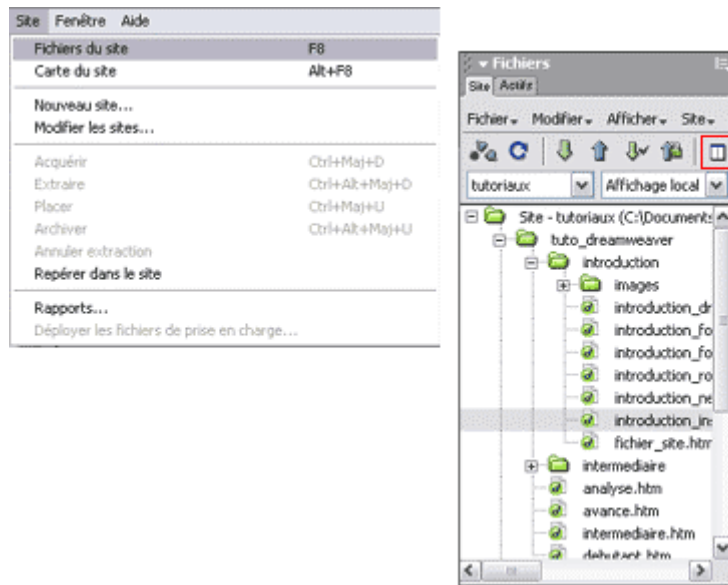 Site Fenêtre Aide
Fichiers du site F8
Carte du site Alt+F8
Nouveau site...
Modifier les sites...
Acquérir Ctrl+Maj+D
Extraire Ctrl+Alt+Maj+D
Placer Ctrl+Maj+U
Archiver Ctrl+Alt+Maj+U
Annuler extraction
Repérer dans le site
Rapports...
Déployer les fichiers de prise en charge...
Fichiers
Site Actifs
Fichier Modifier Afficher Site
tutoriaux Affichage local
Site - tutoriaux (C:\Documents
tuto_dreamweaver
introduction
images
introduction_dr
introduction_fo
introduction_fo
introduction_ro
introduction_ne
introduction_in
fichier_site.htm
intermediaire
analyse.htm
avance.htm
intermediaire.htm
debutant.htm